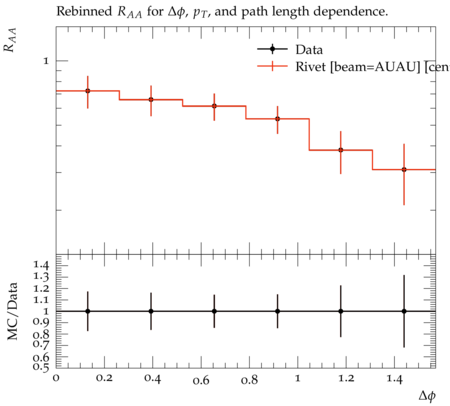 Rebinned R_AA for Δϕ, p_T, and path length dependence.
R_AA
1
Data
Rivet [beam=AUAU] [cen
MC/Data
1.4
1.3
1.2
1.1
1
0.9
0.8
0.7
0.6
0.5
0 0.2 0.4 0.6 0.8 1 1.2 1.4
Δϕ